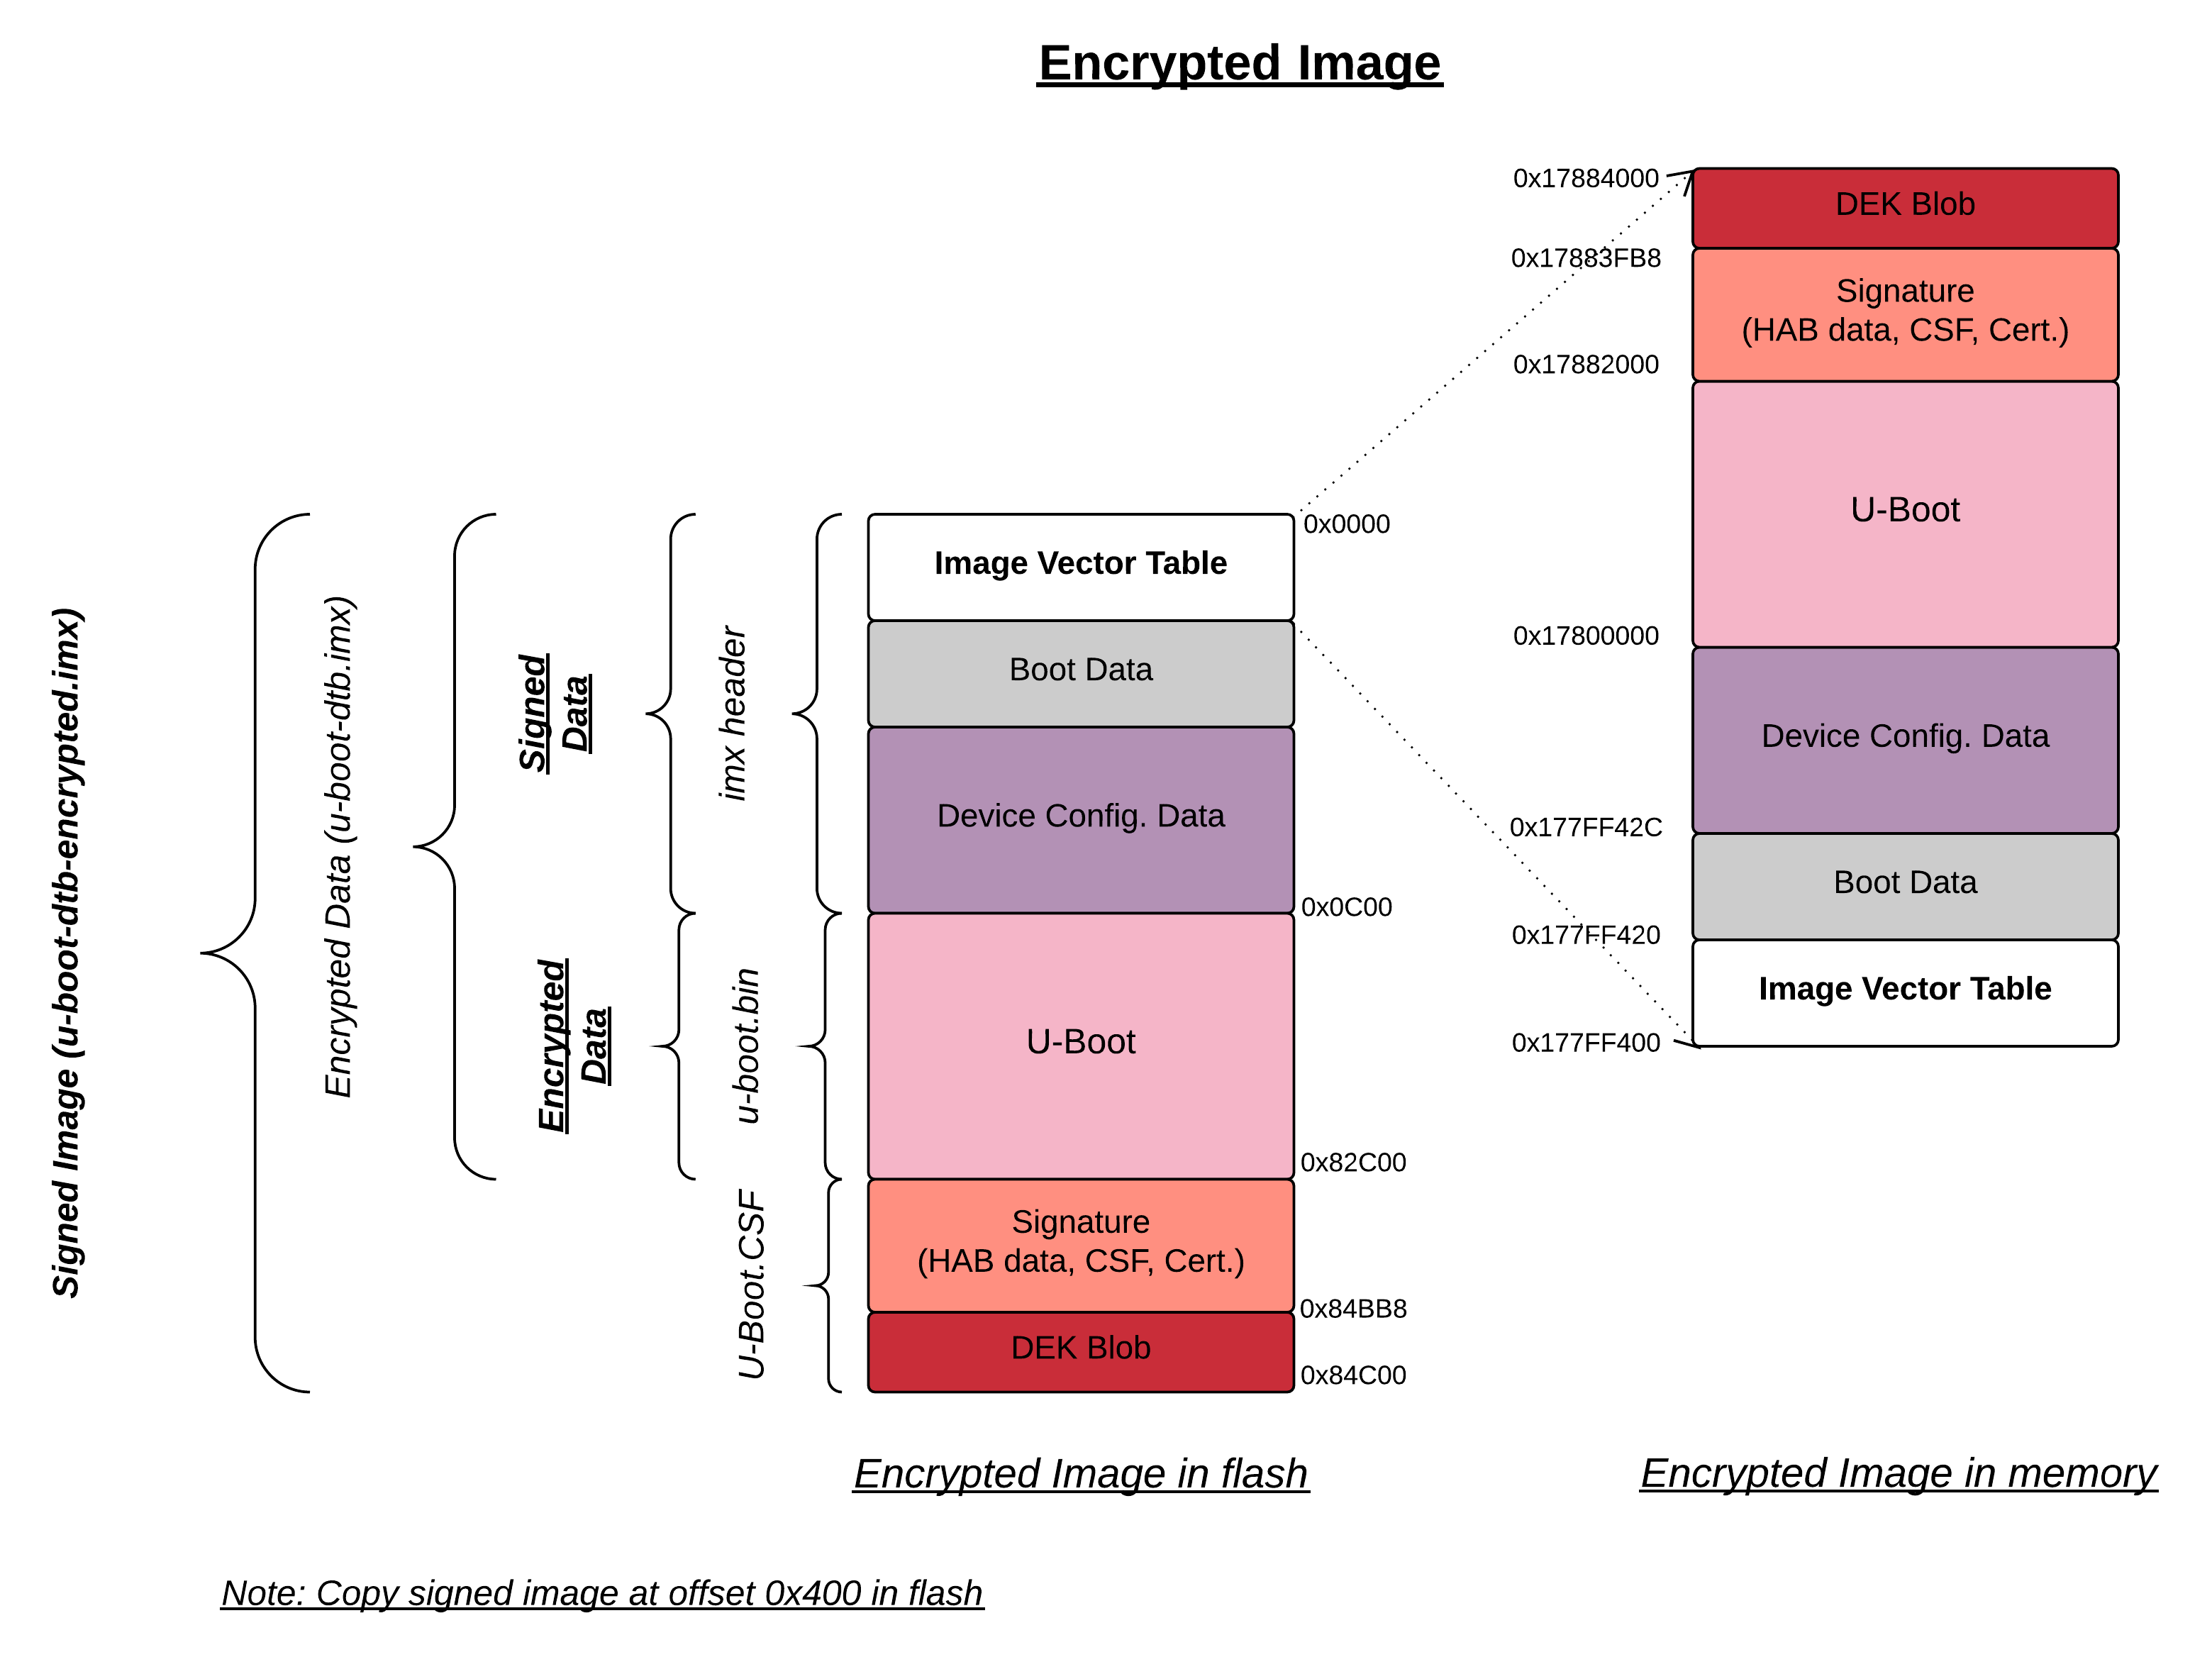 Encrypted Image
Signed Image (u-boot-dtb-encrypted.imx)
Encrypted Data (u-boot-dtb.imx)
Signed
Data
Encrypted
Data
imx header
u-boot.bin
U-Boot.CSF
Image Vector Table
Boot Data
Device Config. Data
U-Boot
Signature
(HAB data, CSF, Cert.)
DEK Blob
0x0000
0x0C00
0x82C00
0x84BB8
0x84C00
Encrypted Image in flash
0x17884000
0x17883FB8
0x17882000
0x17800000
0x177FF42C
0x177FF420
0x177FF400
DEK Blob
Signature
(HAB data, CSF, Cert.)
U-Boot
Device Config. Data
Boot Data
Image Vector Table
Encrypted Image in memory
Note: Copy signed image at offset 0x400 in flash